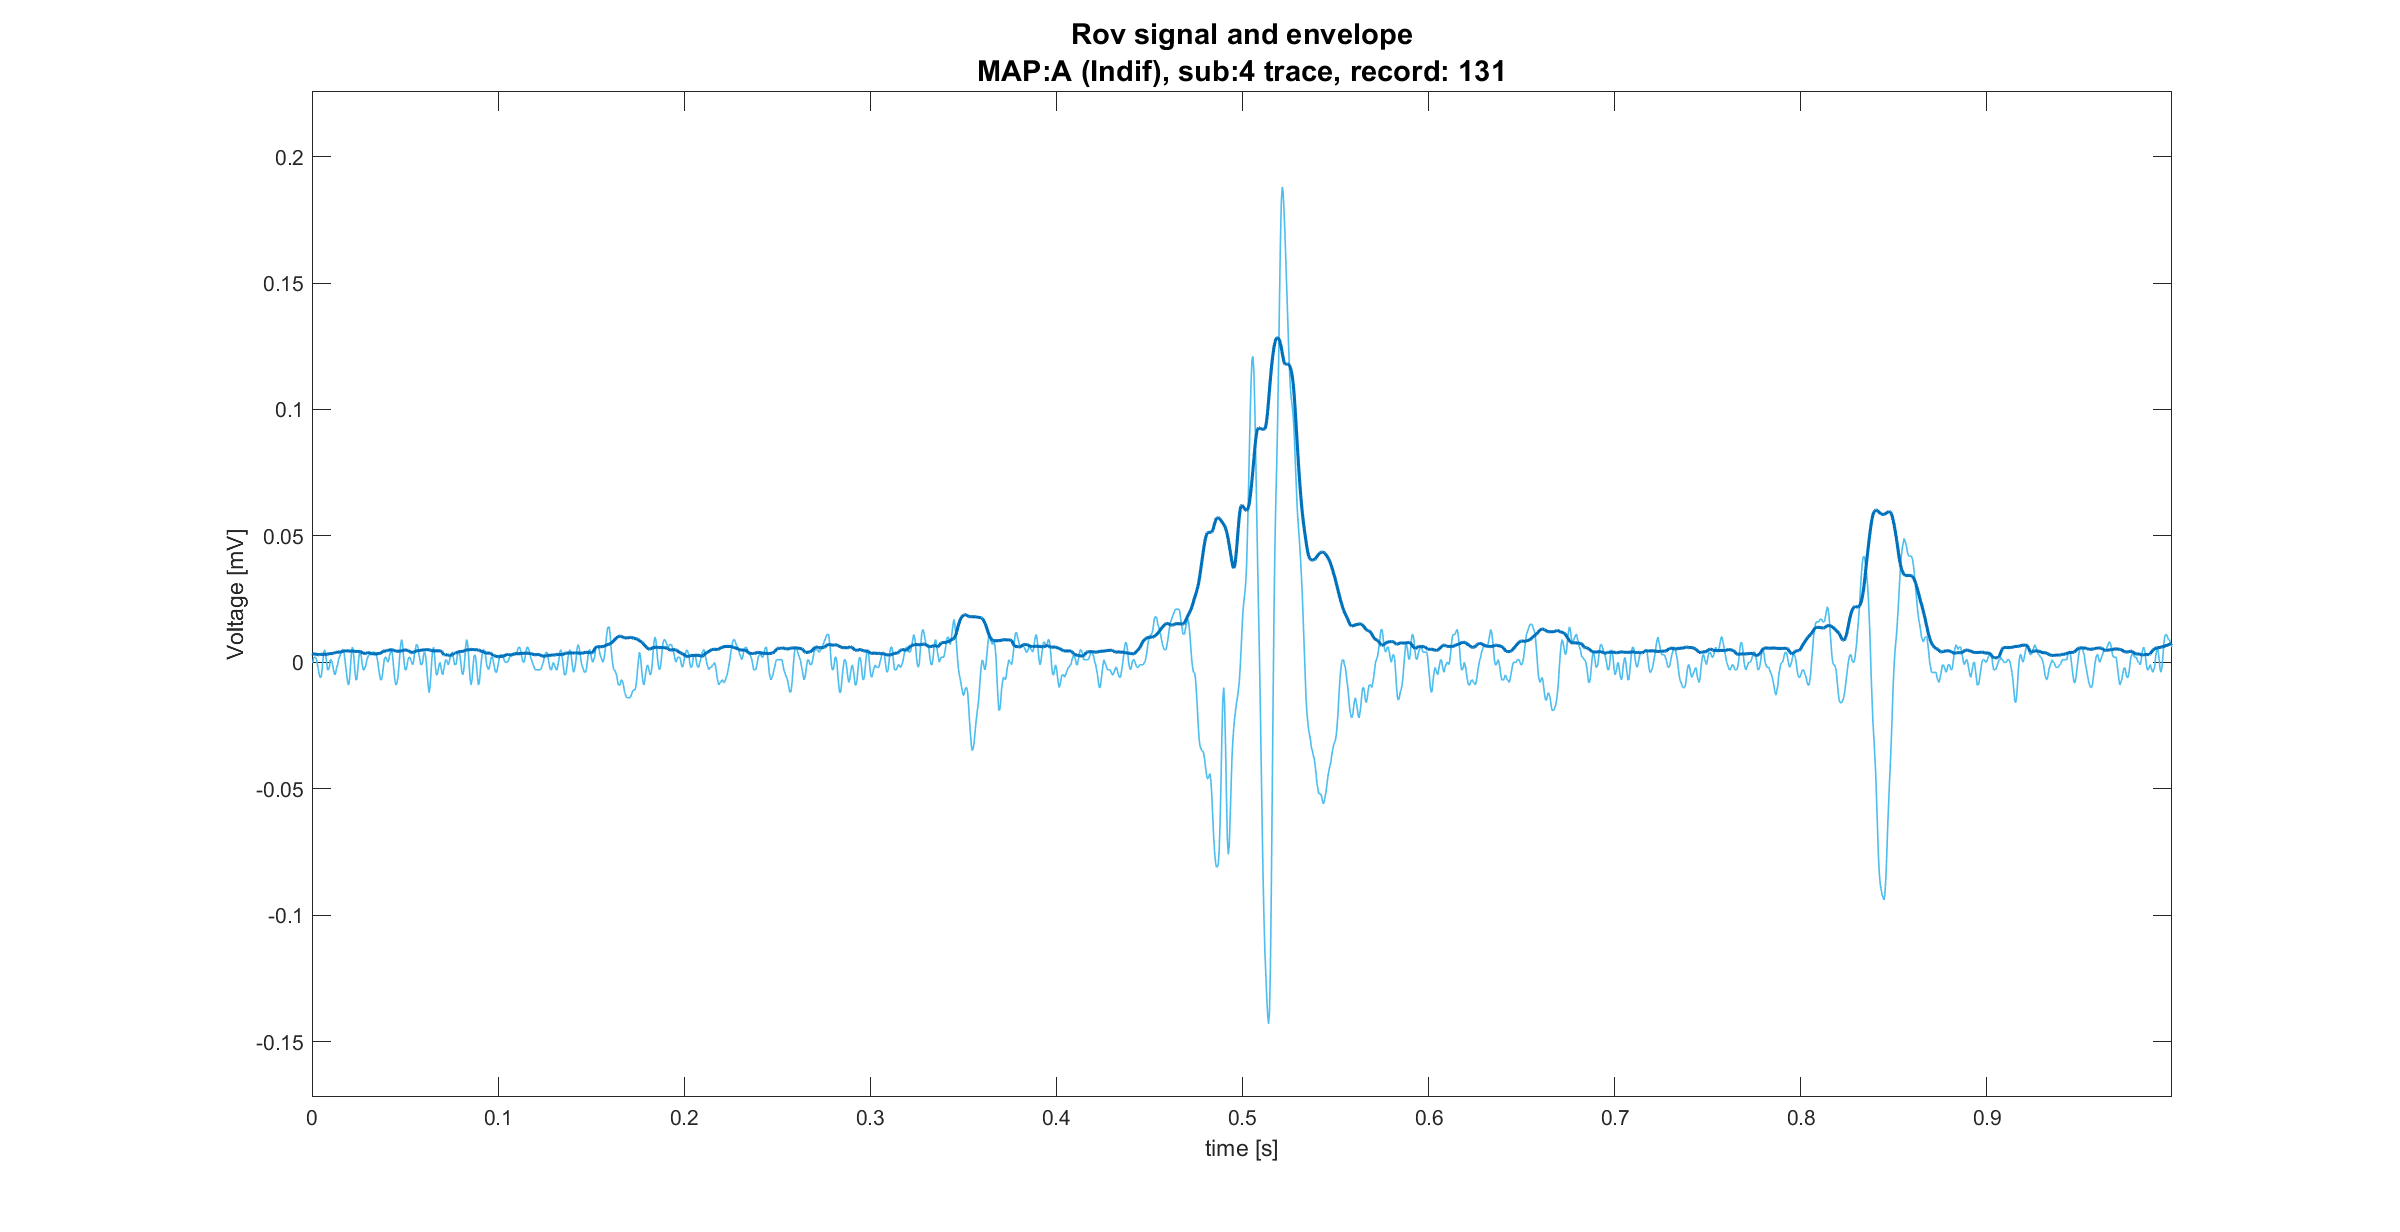 Rov signal and envelope
MAP:A (Indif), sub:4 trace, record: 131
0.2
0.15
0.1
0.05
0
-0.05
-0.1
-0.15
Voltage [mV]
0 0.1 0.2 0.3 0.4 0.5 0.6 0.7 0.8 0.9
time [s]